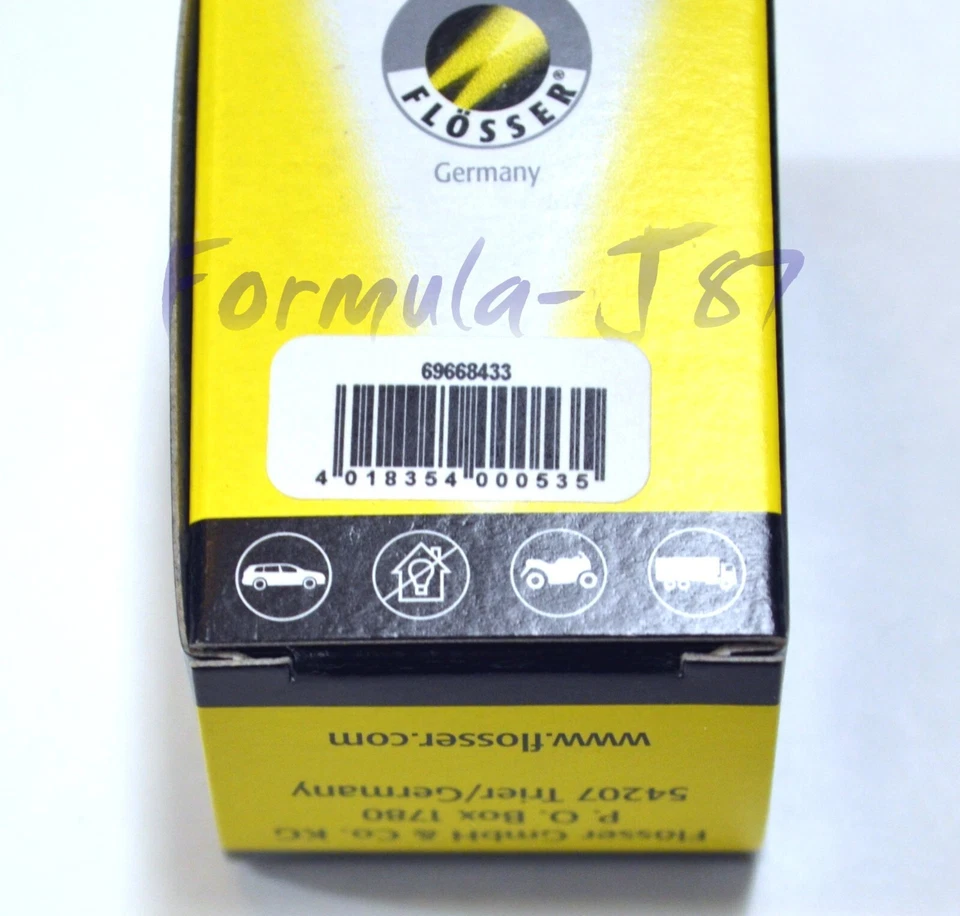 FLÖSSER®
Germany
Formula-J87
69668433
4 018354 000535
www.flosser.com
54207 Trier/Germany
P. O. Box 1780
Flösser GmbH & Co. KG